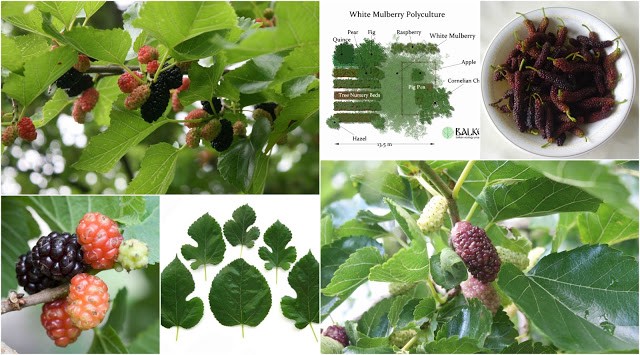 White Mulberry Polyculture
Pear Fig Raspberry
White Mulberry
Quince
Apple
Cornelian Ch
Pig Pen
Tree Nursery Beds
Hazel
13.5 m
BALK